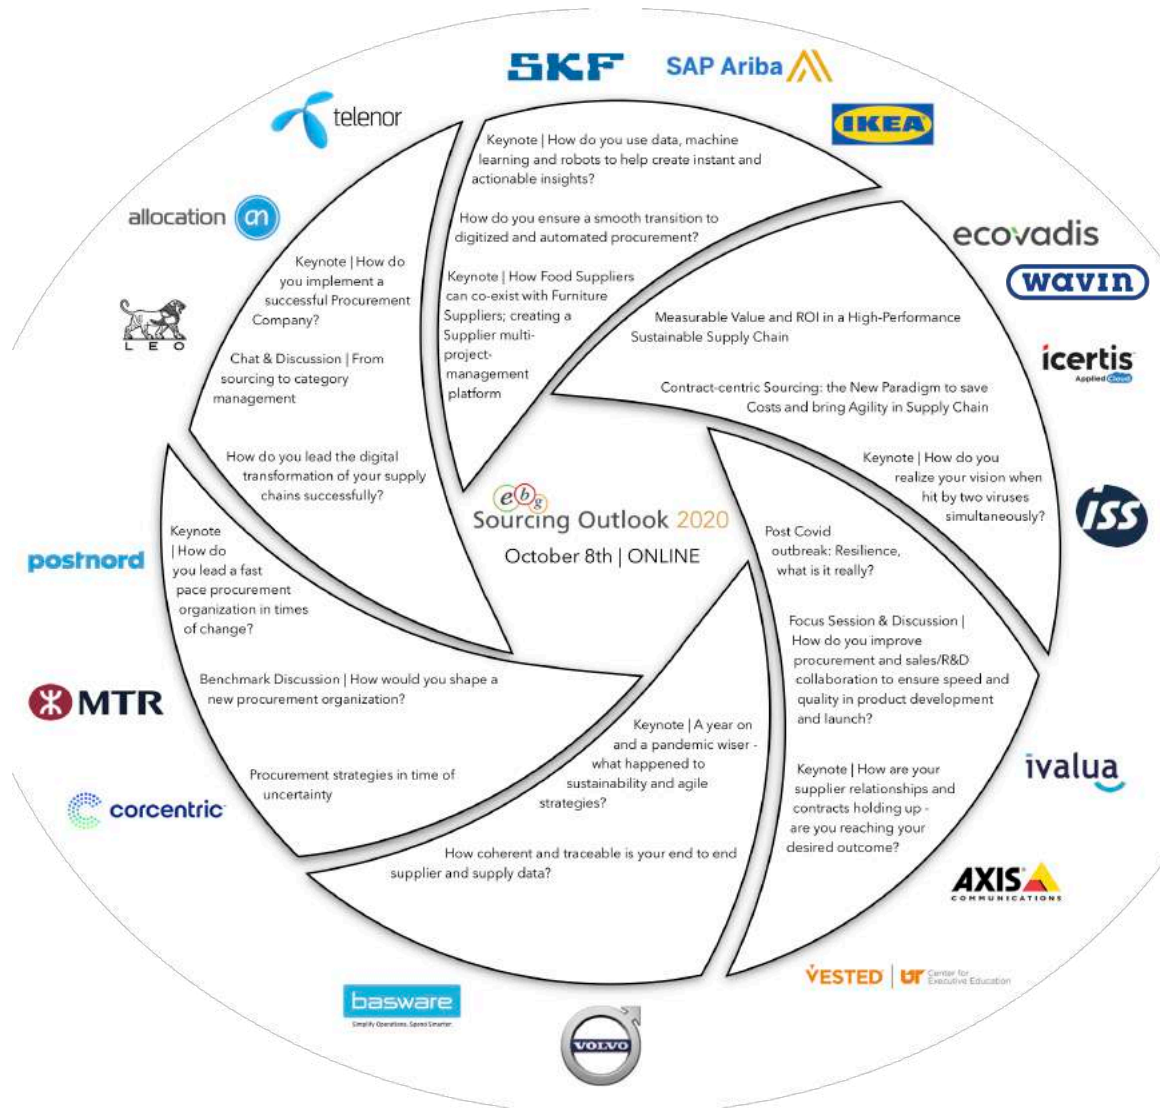 SKF
SAP Ariba
IKEA
telenor
allocation an
LEO
ecovadis
wavin
icertis
Applied Cloud
iss
postnord
MTR
corcentric
ivalua
AXIS
COMMUNICATIONS
VESTED | UT Center for
Executive Education
basware
Simplify Operations. Spend Smarter.
VOLVO
Keynote | How do you use data, machine
learning and robots to help create instant and
actionable insights?
How do you ensure a smooth transition to
digitized and automated procurement?
Keynote | How Food Suppliers
can co-exist with Furniture
Suppliers; creating a
Supplier multi-
project-
management
platform
Measurable Value and ROI in a High-Performance
Sustainable Supply Chain
Contract-centric Sourcing: the New Paradigm to save
Costs and bring Agility in Supply Chain
Keynote | How do you
realize your vision when
hit by two viruses
simultaneously?
Post Covid
outbreak: Resilience,
what is it really?
Focus Session & Discussion |
How do you improve
procurement and sales/R&D
collaboration to ensure speed and
quality in product development
and launch?
Keynote | How are your
supplier relationships and
contracts holding up -
are you reaching your
desired outcome?
Keynote | A year on
and a pandemic wiser -
what happened to
sustainability and agile
strategies?
How coherent and traceable is your end to end
supplier and supply data?
Keynote
| How do
you lead a fast
pace procurement
organization in times
of change?
Benchmark Discussion | How would you shape a
new procurement organization?
Procurement strategies in time of
uncertainty
Keynote | How do
you implement a
successful Procurement
Company?
Chat & Discussion | From
sourcing to category
management
How do you lead the digital
transformation of your supply
chains successfully?
ebg
Sourcing Outlook 2020
October 8th | ONLINE